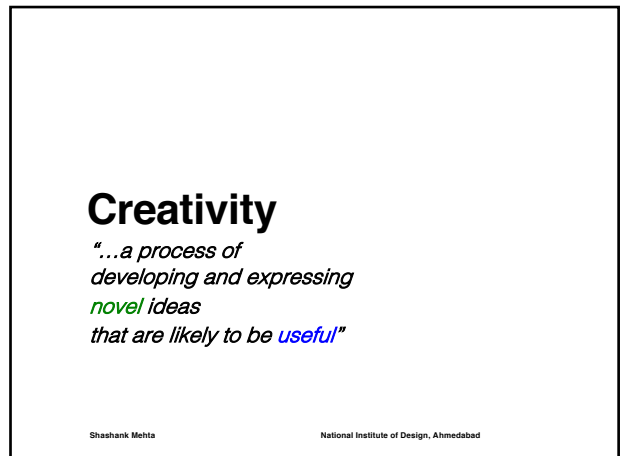 Creativity
“…a process of
developing and expressing
novel ideas
that are likely to be useful”
Shashank Mehta National Institute of Design, Ahmedabad